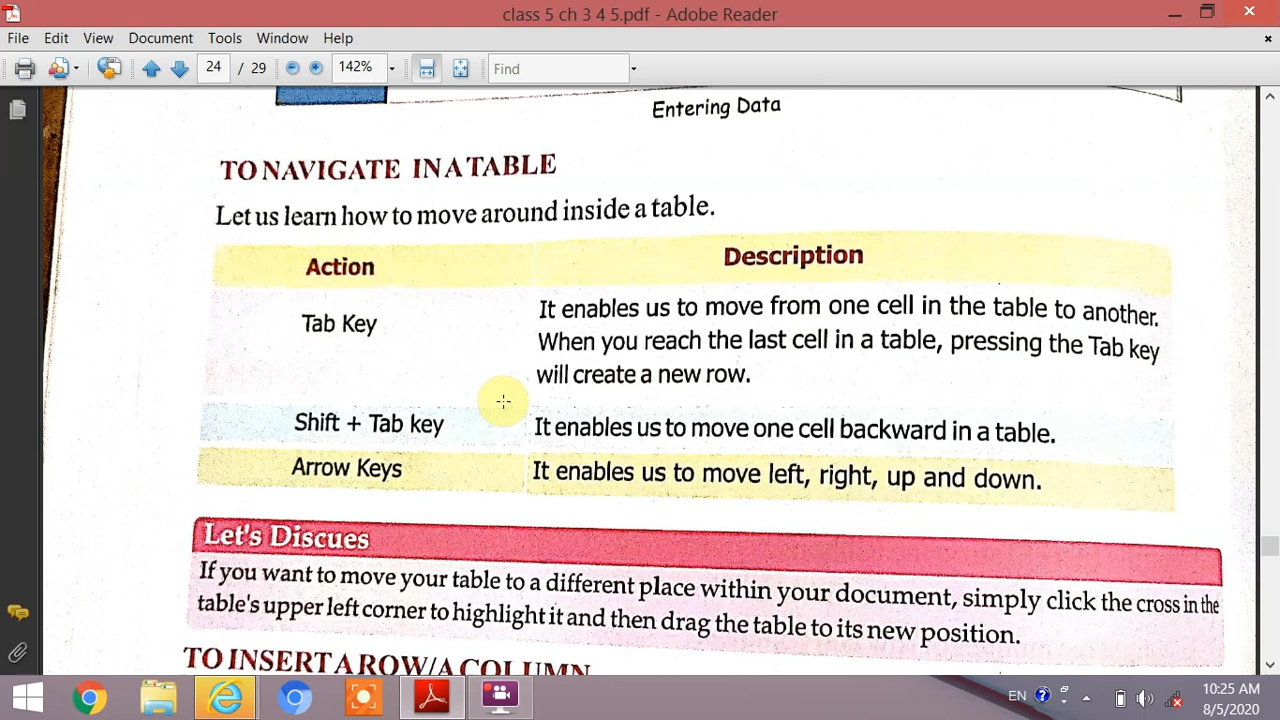 class 5 ch 3 4 5.pdf - Adobe Reader
File Edit View Document Tools Window Help
24 / 29 142% Find
Entering Data
TO NAVIGATE IN A TABLE
Let us learn how to move around inside a table.
Action Description
Tab Key It enables us to move from one cell in the table to another.
When you reach the last cell in a table, pressing the Tab key
will create a new row.
Shift + Tab key It enables us to move one cell backward in a table.
Arrow Keys It enables us to move left, right, up and down.
Let's Discues
If you want to move your table to a different place within your document, simply click the cross in the
table's upper left corner to highlight it and then drag the table to its new position.
TO INSERT A ROW/A COLUMN
EN 10:25 AM
8/5/2020